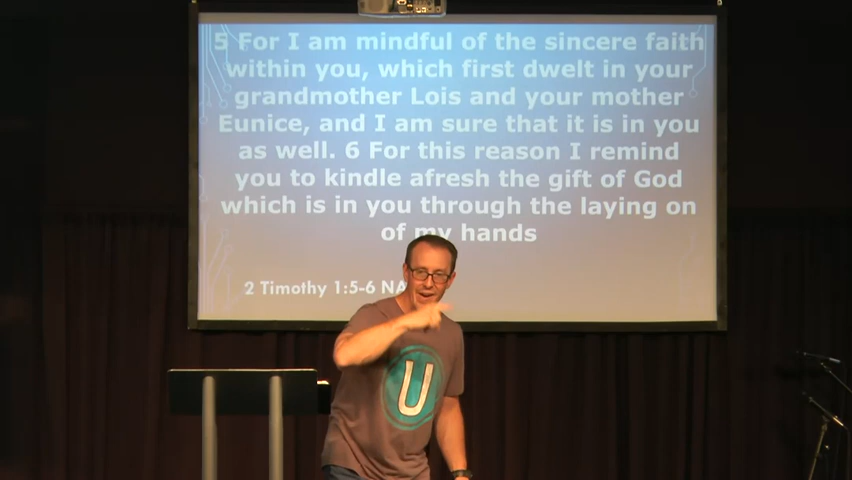 5 For I am mindful of the sincere faith
within you, which first dwelt in your
grandmother Lois and your mother
Eunice, and I am sure that it is in you
as well. 6 For this reason I remind
you to kindle afresh the gift of God
which is in you through the laying on
of my hands
2 Timothy 1:5-6
U